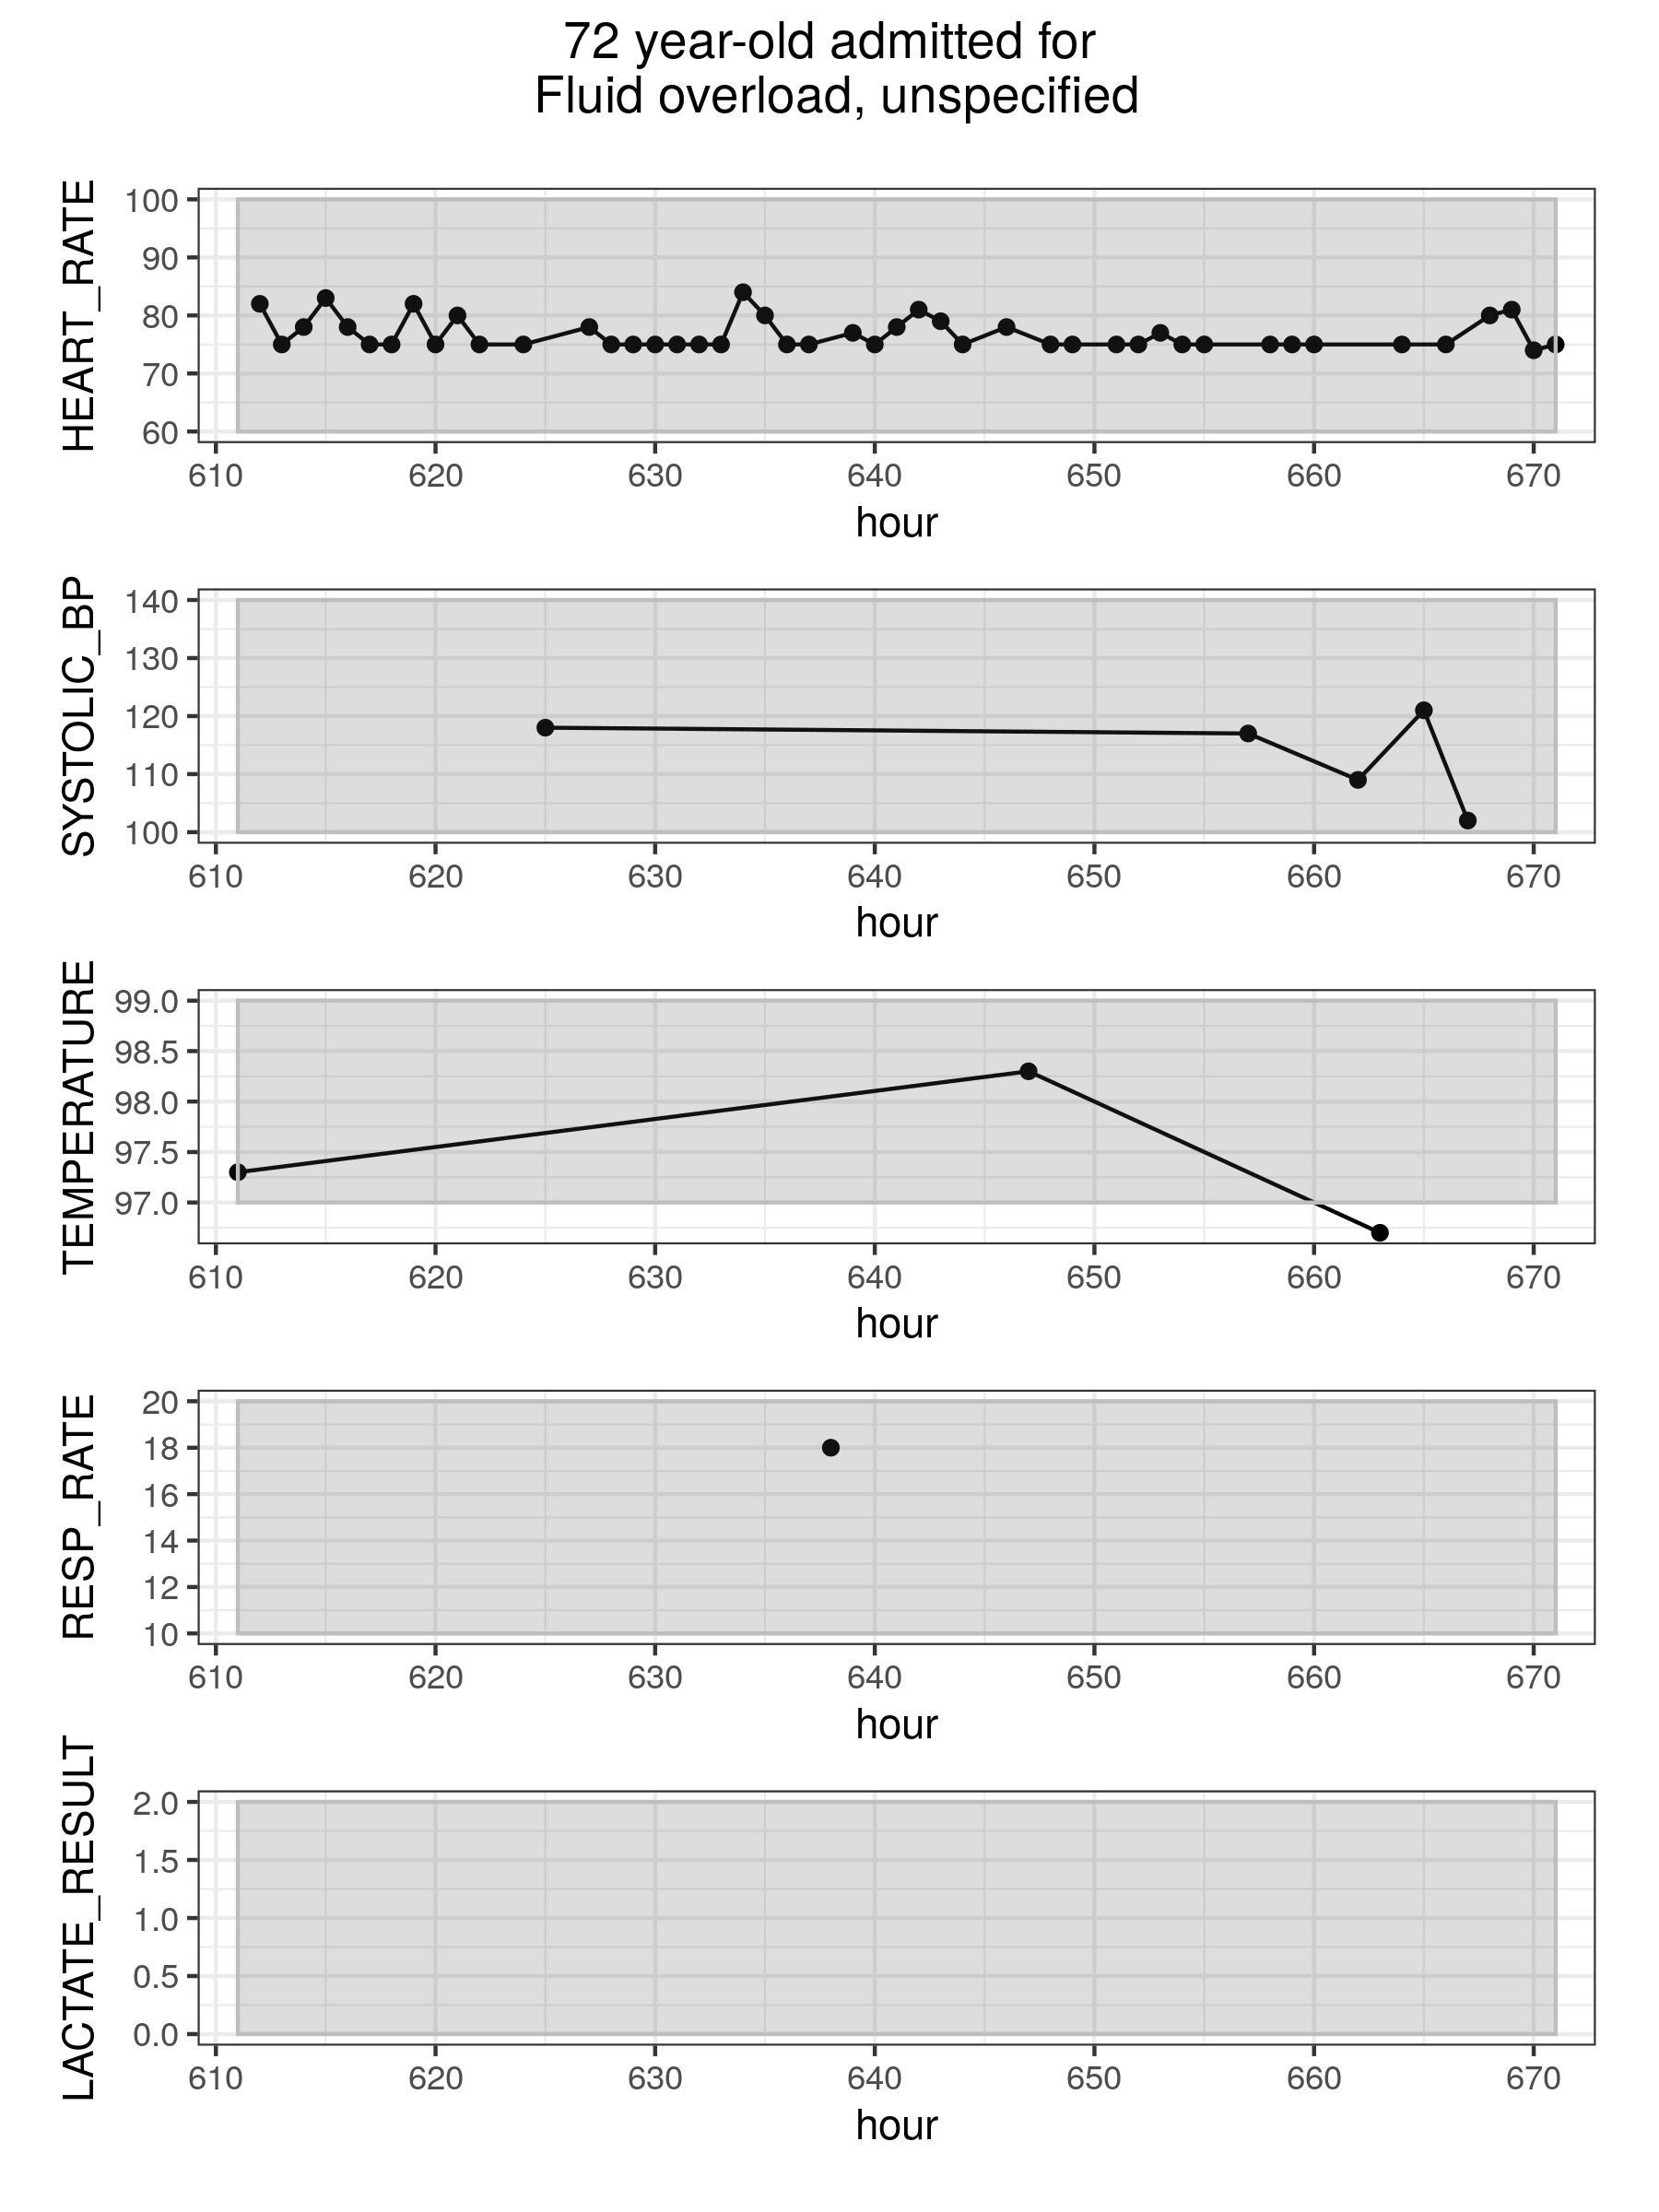 72 year-old admitted for
Fluid overload, unspecified
HEART_RATE
100
90
80
70
60
610 620 630 640 650 660 670
hour
SYSTOLIC_BP
140
130
120
110
100
610 620 630 640 650 660 670
hour
TEMPERATURE
99.0
98.5
98.0
97.5
97.0
610 620 630 640 650 660 670
hour
RESP_RATE
20
18
16
14
12
10
610 620 630 640 650 660 670
hour
LACTATE_RESULT
2.0
1.5
1.0
0.5
0.0
610 620 630 640 650 660 670
hour